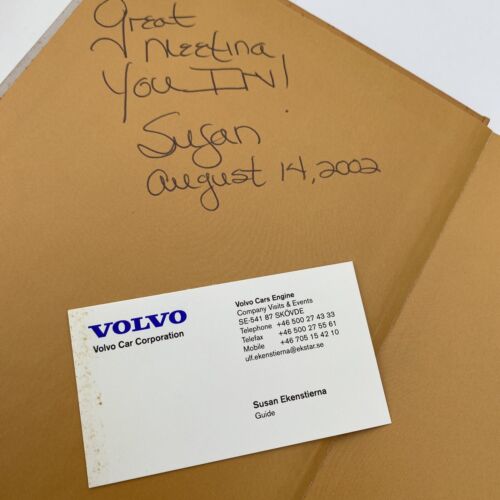 Great
Meeting
You IN!
Susan
August 14, 2002
VOLVO
Volvo Car Corporation
Volvo Cars Engine
Company Visits & Events
SE-541 87 SKÖVDE
Telephone +46 500 27 43 33
Telefax +46 500 27 55 61
Mobile +46 705 15 42 10
ulf.ekenstierna@ekstar.se
Susan Ekenstierna
Guide